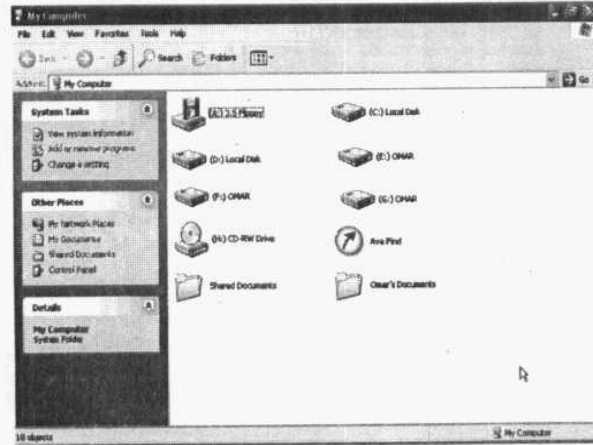 My Computer
File Edit View Favorites Tools Help
Back Search Folders
Address My Computer Go
System Tasks
View system information
Add or remove programs
Change a setting
Other Places
My Network Places
My Documents
Shared Documents
Control Panel
Details
My Computer
System Folder
(A:) 3.5 Floppy
(C:) Local Disk
(D:) Local Disk
(E:) OMAR
(F:) OMAR
(G:) OMAR
(H:) CD-RW Drive
Ava Find
Shared Documents
Omar's Documents
10 objects
My Computer